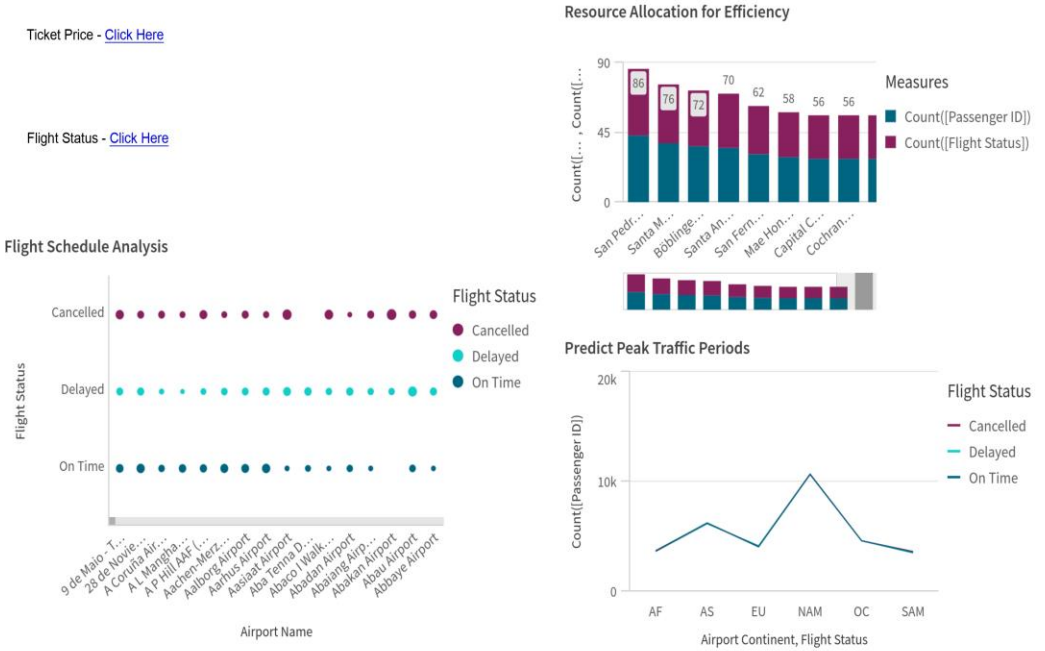 Ticket Price - Click Here
Flight Status - Click Here
Resource Allocation for Efficiency
Count([… , Count([…
90
45
0
86
76
72
70
62
58
56
56
San Pedr…
Santa M…
Böblinge…
Santa An…
San Fern…
Mae Hon…
Capital C…
Cochran…
Measures
Count([Passenger ID])
Count([Flight Status])
Flight Schedule Analysis
Flight Status
Cancelled
Delayed
On Time
9 de Maio - T…
28 de Novie…
A Coruña Air…
A L Mangha…
A P Hill AAF (…
Aachen-Merz…
Aalborg Airport
Aarhus Airport
Aasiaat Airport
Aba Tenna D…
Abaco I Walk…
Abadan Airport
Abaiang Airp…
Abakan Airport
Abau Airport
Abbaye Airport
Airport Name
Flight Status
Cancelled
Delayed
On Time
Predict Peak Traffic Periods
Count([Passenger ID])
20k
10k
0
AF
AS
EU
NAM
OC
SAM
Airport Continent, Flight Status
Flight Status
Cancelled
Delayed
On Time